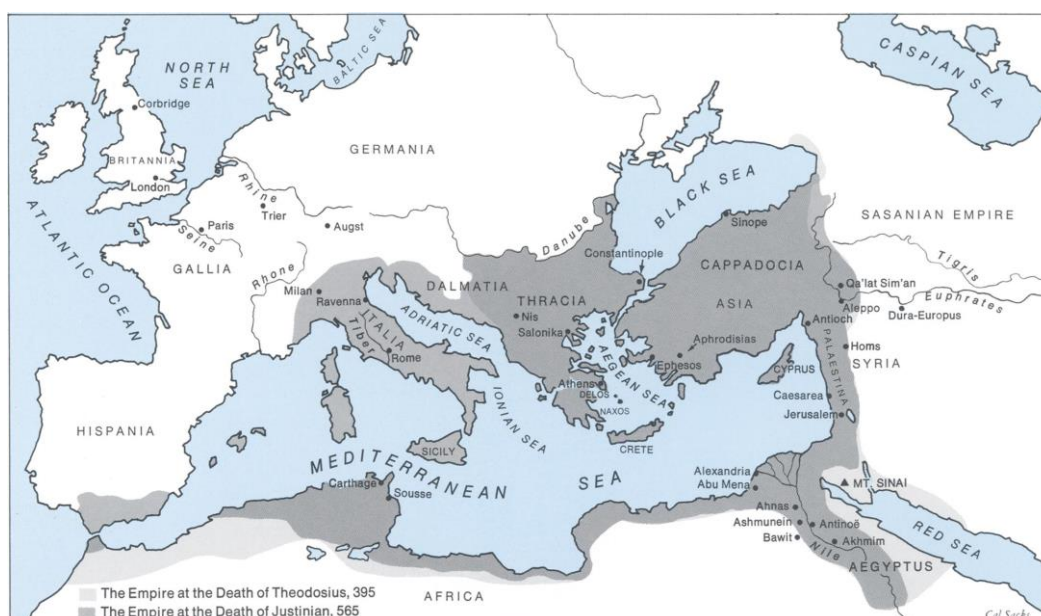 NORTH SEA
BALTIC SEA
CASPIAN SEA
Corbridge
BRITANNIA
London
GERMANIA
ATLANTIC OCEAN
Rhine
Trier
Paris
Seine
Augst
GALLIA
Rhone
BLACK SEA
Sinope
SASANIAN EMPIRE
Tigris
Danube
Constantinople
CAPPADOCIA
Qa'lat Sim'an
Euphrates
Aleppo
Dura-Europus
Milan
Ravenna
DALMATIA
THRACIA
Nis
Salonika
ASIA
Antioch
ADRIATIC SEA
ITALIA
Tiber
Rome
AEGEAN SEA
Aphrodisias
Ephesos
Homs
SYRIA
PALAESTINA
CYPRUS
Athens
DELOS
NAXOS
Caesarea
Jerusalem
HISPANIA
IONIAN SEA
SICILY
CRETE
MEDITERRANEAN SEA
Carthage
Sousse
Alexandria
Abu Mena
MT. SINAI
Ahnas
Ashmunein
Antinoë
Bawit
Akhmim
Nile
RED SEA
AEGYPTUS
AFRICA
The Empire at the Death of Theodosius, 395
The Empire at the Death of Justinian, 565